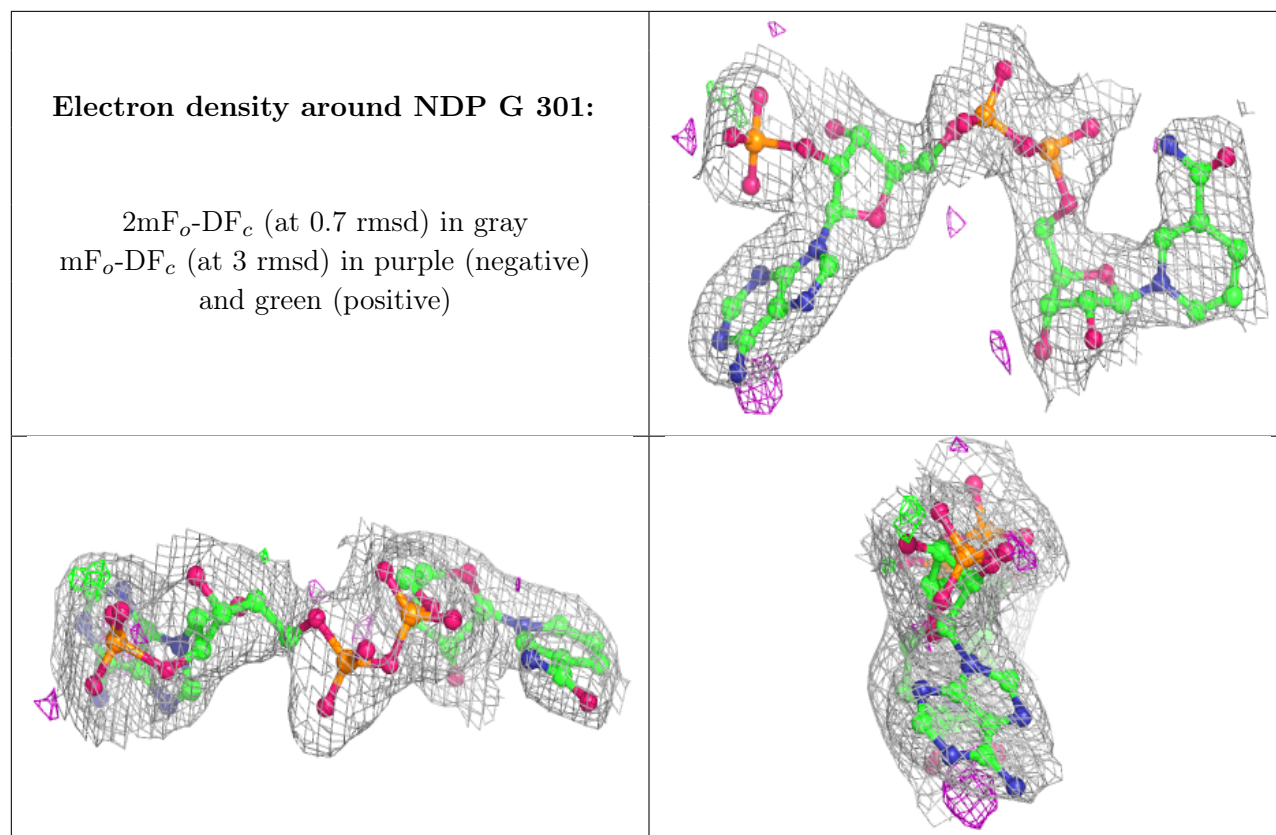 Electron density around NDP G 301:
2mFₒ-DF𝒸 (at 0.7 rmsd) in gray
mFₒ-DF𝒸 (at 3 rmsd) in purple (negative)
and green (positive)